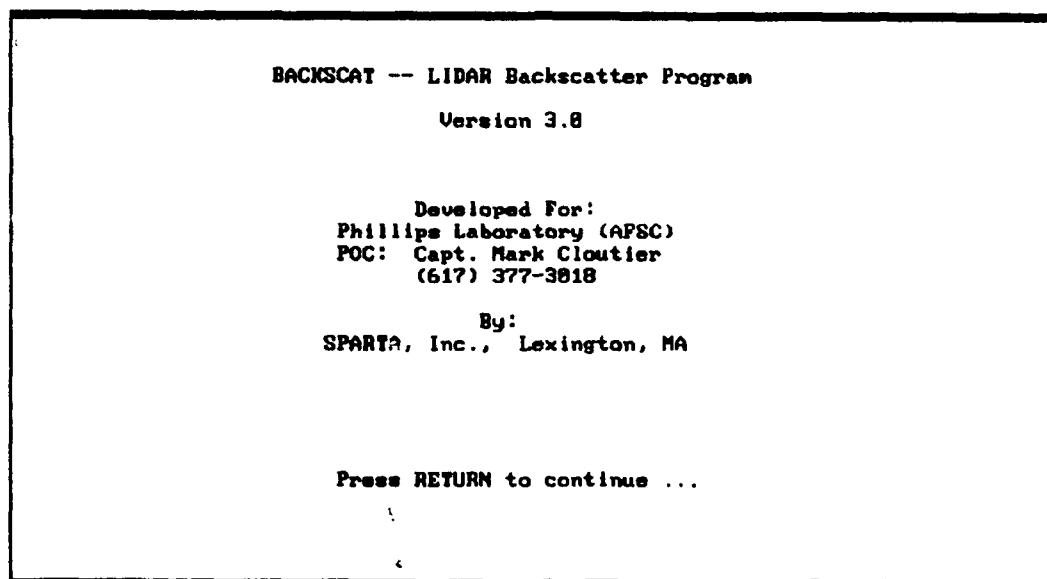 BACKSCAT -- LIDAR Backscatter Program
Version 3.0
Developed For:
Phillips Laboratory (AFSC)
POC: Capt. Mark Cloutier
(617) 377-3018
By:
SPARTA, Inc., Lexington, MA
Press RETURN to continue ...